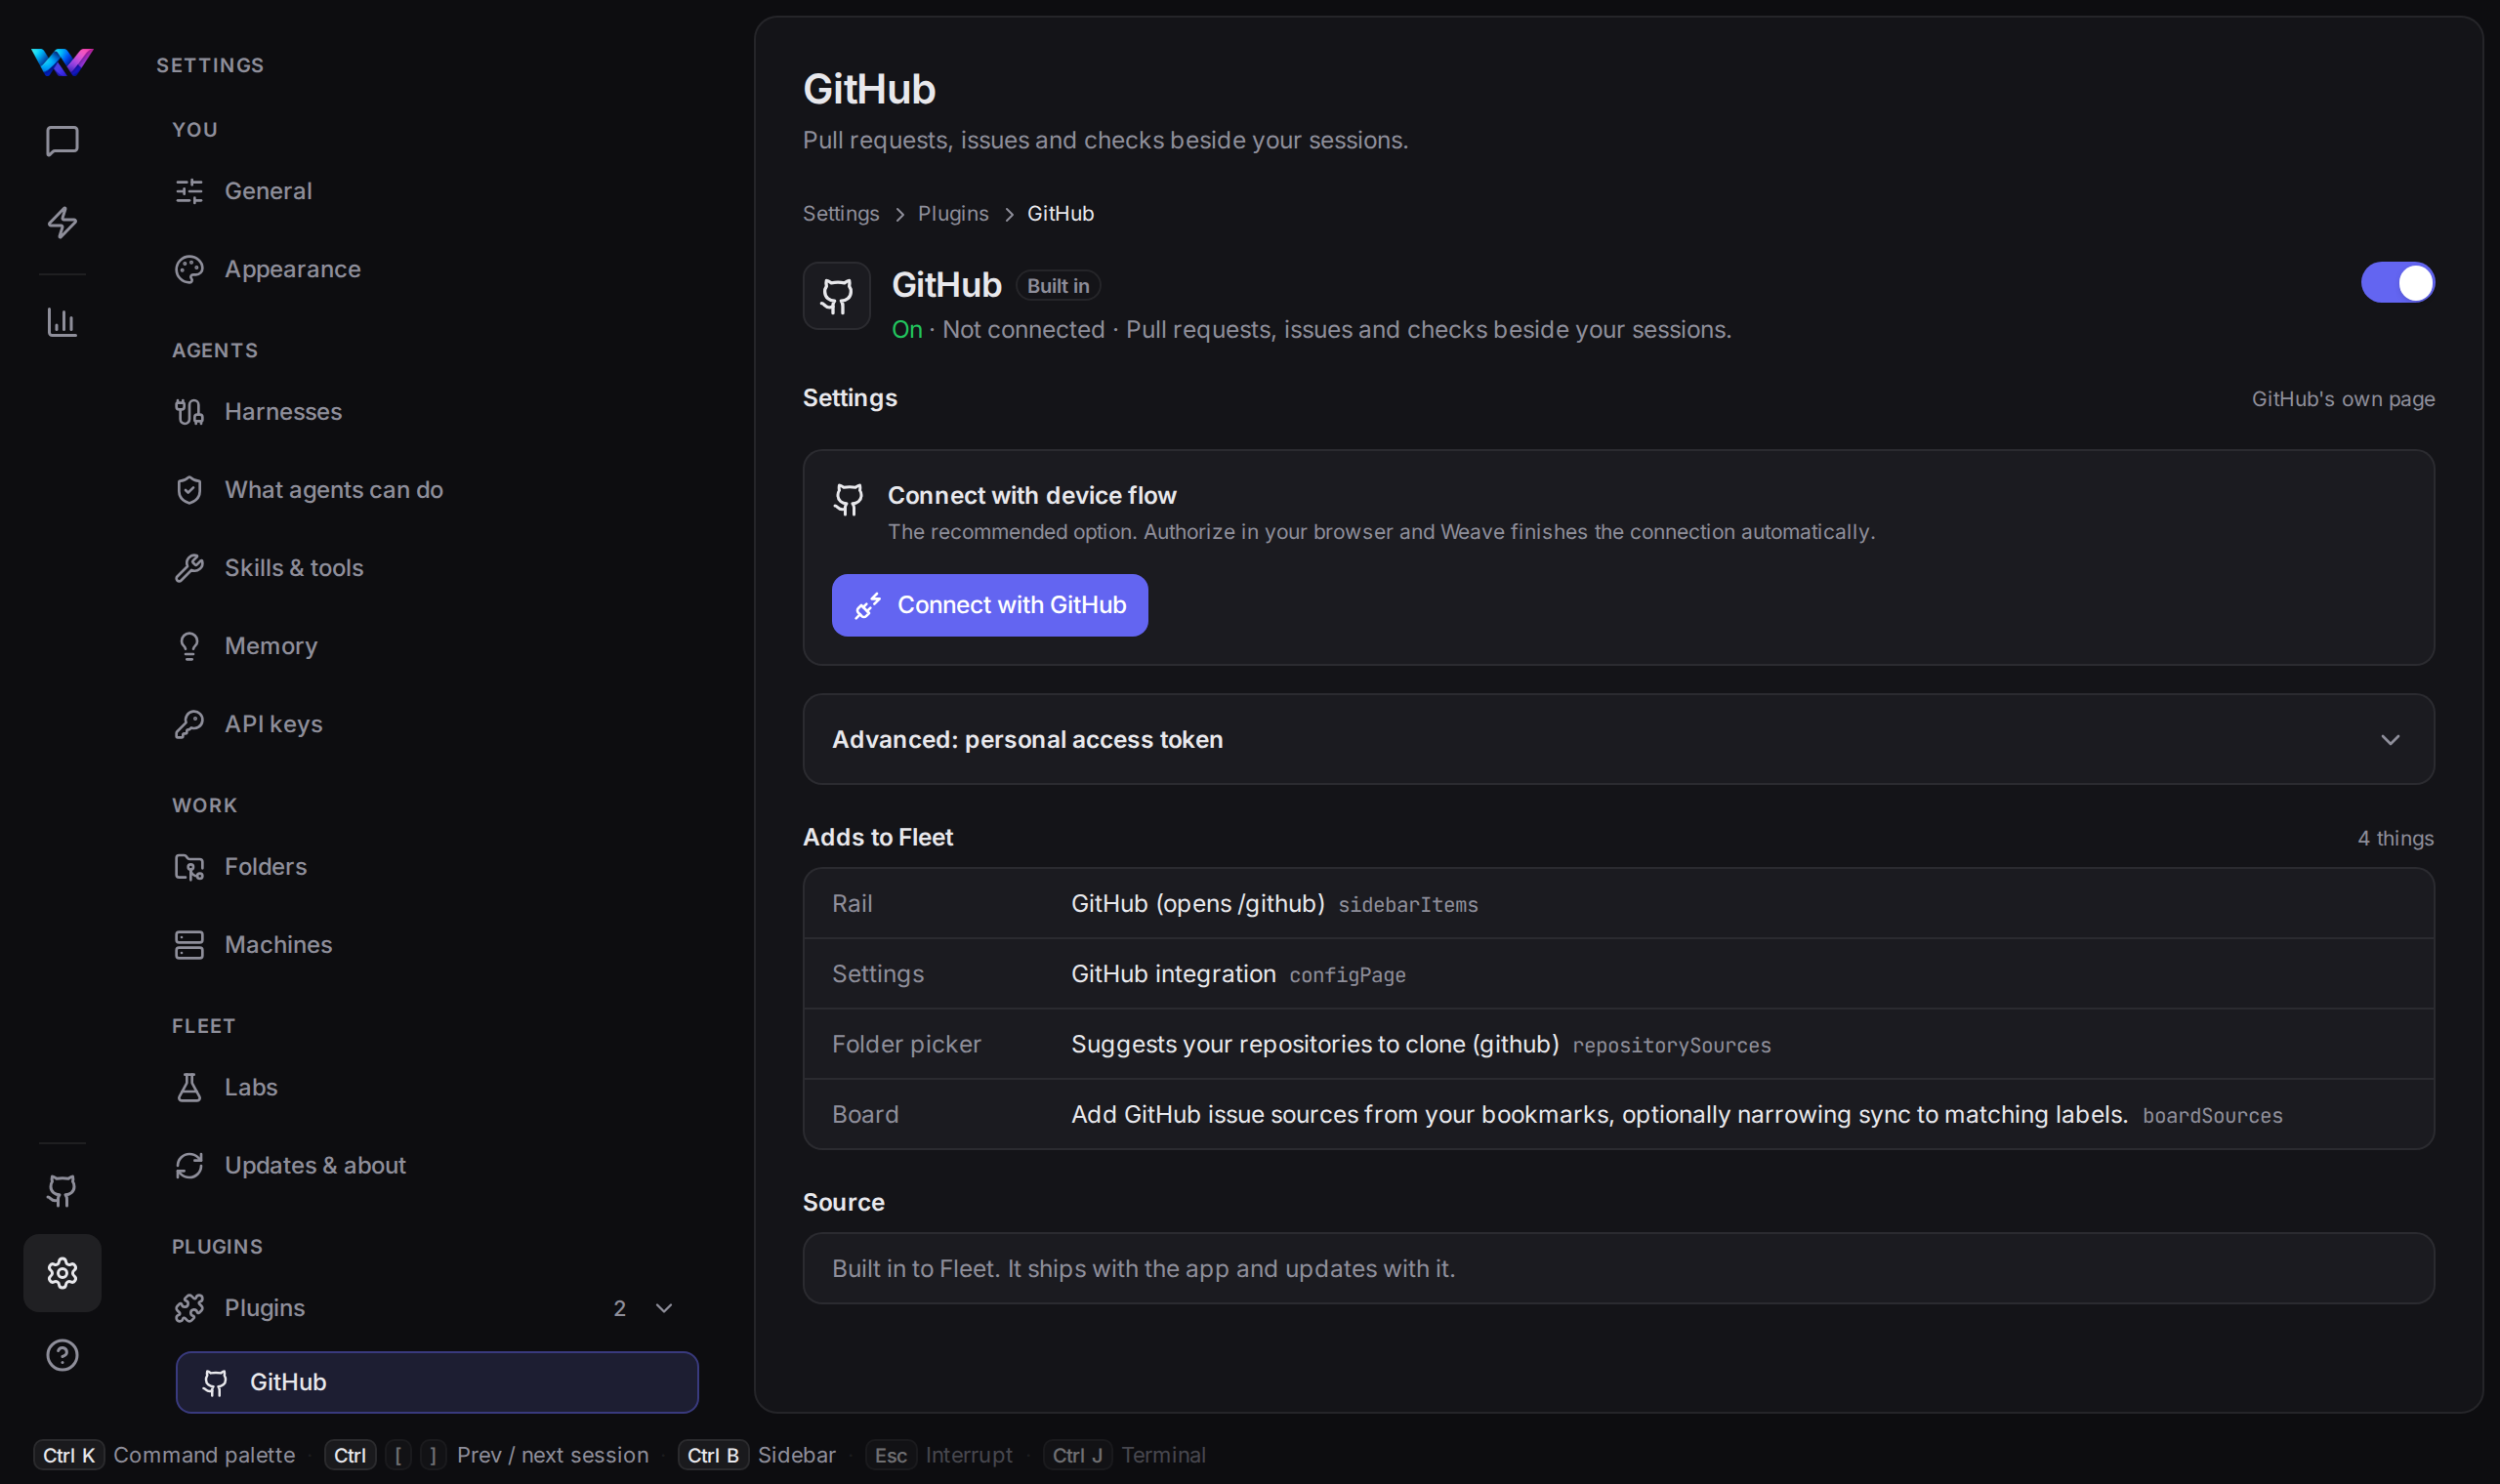 SETTINGS
YOU
General
Appearance
AGENTS
Harnesses
What agents can do
Skills & tools
Memory
API keys
WORK
Folders
Machines
FLEET
Labs
Updates & about
PLUGINS
Plugins 2
GitHub
GitHub
Pull requests, issues and checks beside your sessions.
Settings > Plugins > GitHub
GitHub Built in
On · Not connected · Pull requests, issues and checks beside your sessions.
Settings GitHub's own page
Connect with device flow
The recommended option. Authorize in your browser and Weave finishes the connection automatically.
Connect with GitHub
Advanced: personal access token
Adds to Fleet 4 things
Rail GitHub (opens /github) sidebarItems
Settings GitHub integration configPage
Folder picker Suggests your repositories to clone (github) repositorySources
Board Add GitHub issue sources from your bookmarks, optionally narrowing sync to matching labels. boardSources
Source
Built in to Fleet. It ships with the app and updates with it.
Ctrl K Command palette · Ctrl [ ] Prev / next session · Ctrl B Sidebar · Esc Interrupt · Ctrl J Terminal